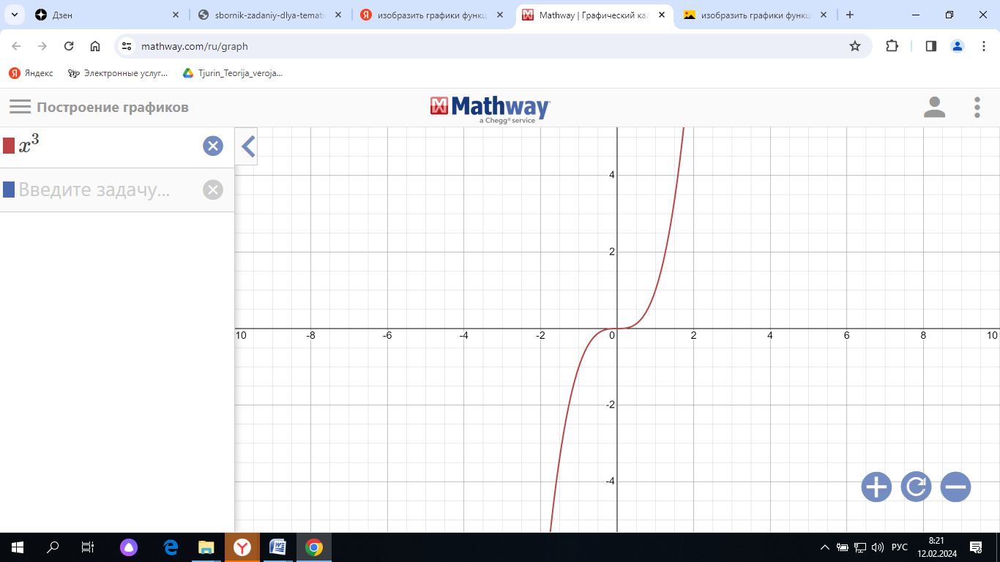 Дзен
sbornik-zadaniy-dlya-temati
изобразить графики функц
Mathway | Графический кал
изобразить графики функц
mathway.com/ru/graph
Яндекс
Электронные услуг...
Tjurin_Teorija_veroja...
Построение графиков
Mathway
a Chegg® service
x³
Введите задачу...
4
2
10 -8 -6 -4 -2 0 2 4 6 8 10
-2
-4
РУС
8:21
12.02.2024